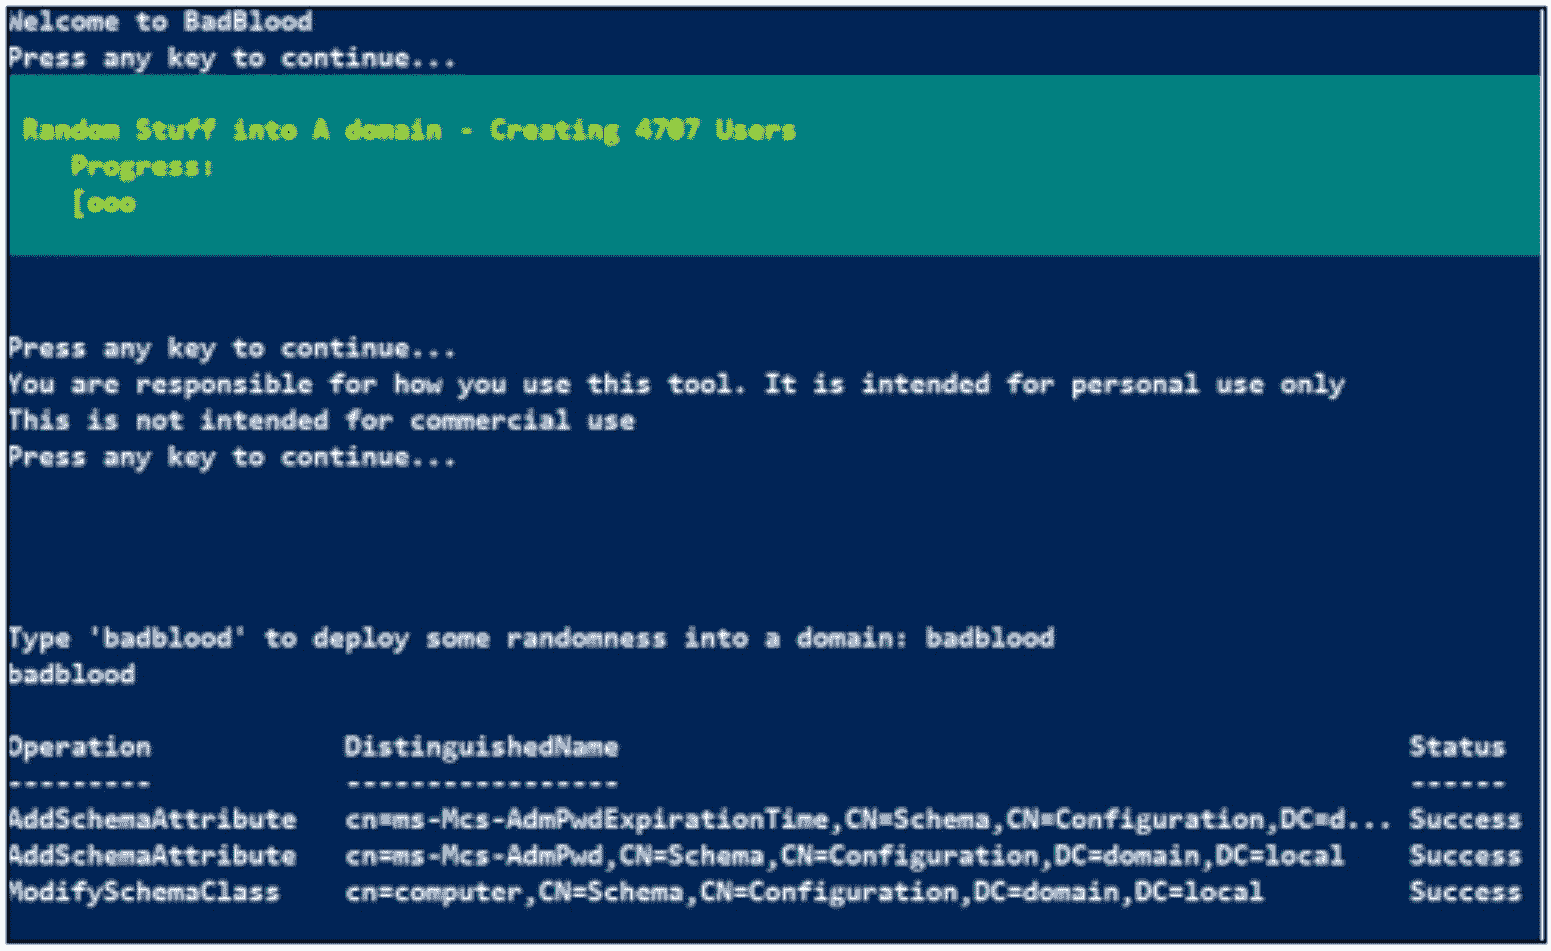 Welcome to BadBlood
Press any key to continue...
Random Stuff into A domain - Creating 4707 Users
Progress:
[ooo
Press any key to continue...
You are responsible for how you use this tool. It is intended for personal use only
This is not intended for commercial use
Press any key to continue...
Type 'badblood' to deploy some randomness into a domain: badblood
badblood
Operation DistinguishedName Status
--------- ----------------- ------
AddSchemaAttribute cn=ms-Mcs-AdmPwdExpirationTime,CN=Schema,CN=Configuration,DC=d... Success
AddSchemaAttribute cn=ms-Mcs-AdmPwd,CN=Schema,CN=Configuration,DC=domain,DC=local Success
ModifySchemaClass cn=computer,CN=Schema,CN=Configuration,DC=domain,DC=local Success